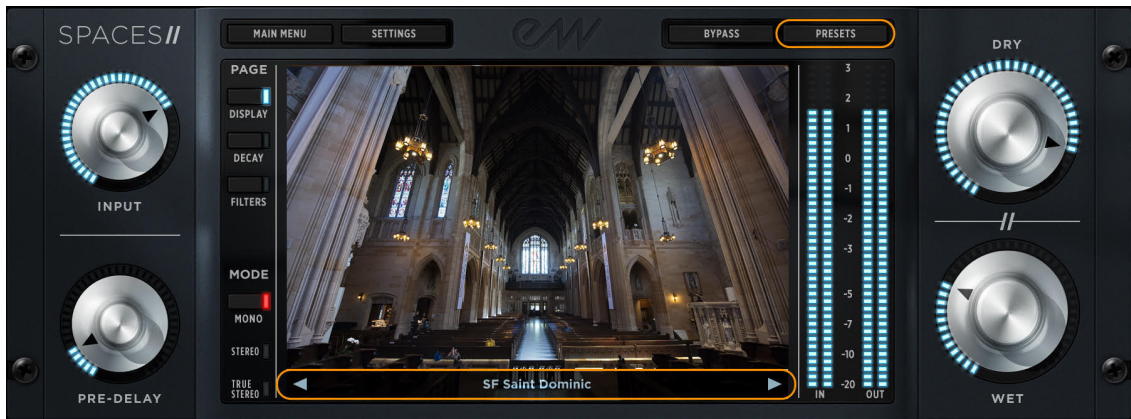 SPACES//
INPUT
PRE-DELAY
MAIN MENU
SETTINGS
EW
BYPASS
PRESETS
PAGE
DISPLAY
DECAY
FILTERS
MODE
MONO
STEREO
TRUE
STEREO
SF Saint Dominic
3
2
1
0
-1
-2
-3
-5
-7
-10
-20
IN
OUT
DRY
//
WET